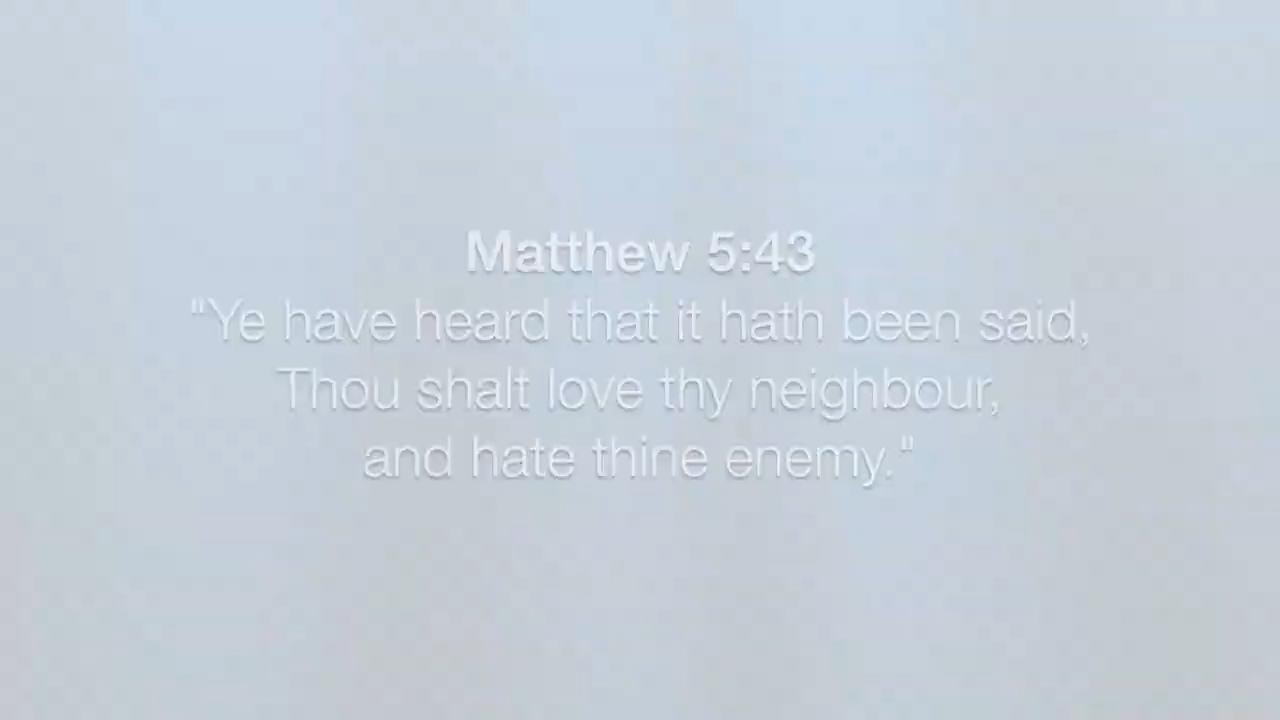 Matthew 5:43
"Ye have heard that it hath been said,
Thou shalt love thy neighbour,
and hate thine enemy."